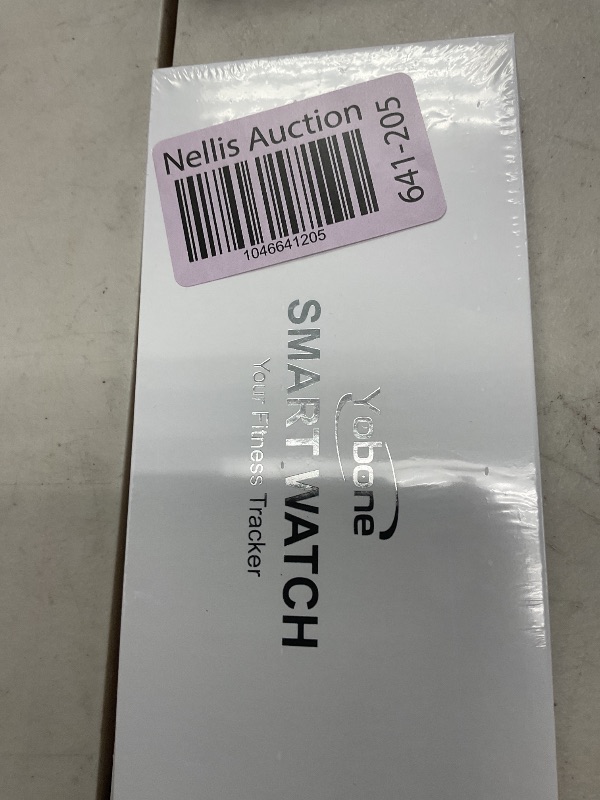 Nellis Auction
641-205
1046641205
Yobone
SMART WATCH
Your Fitness Tracker